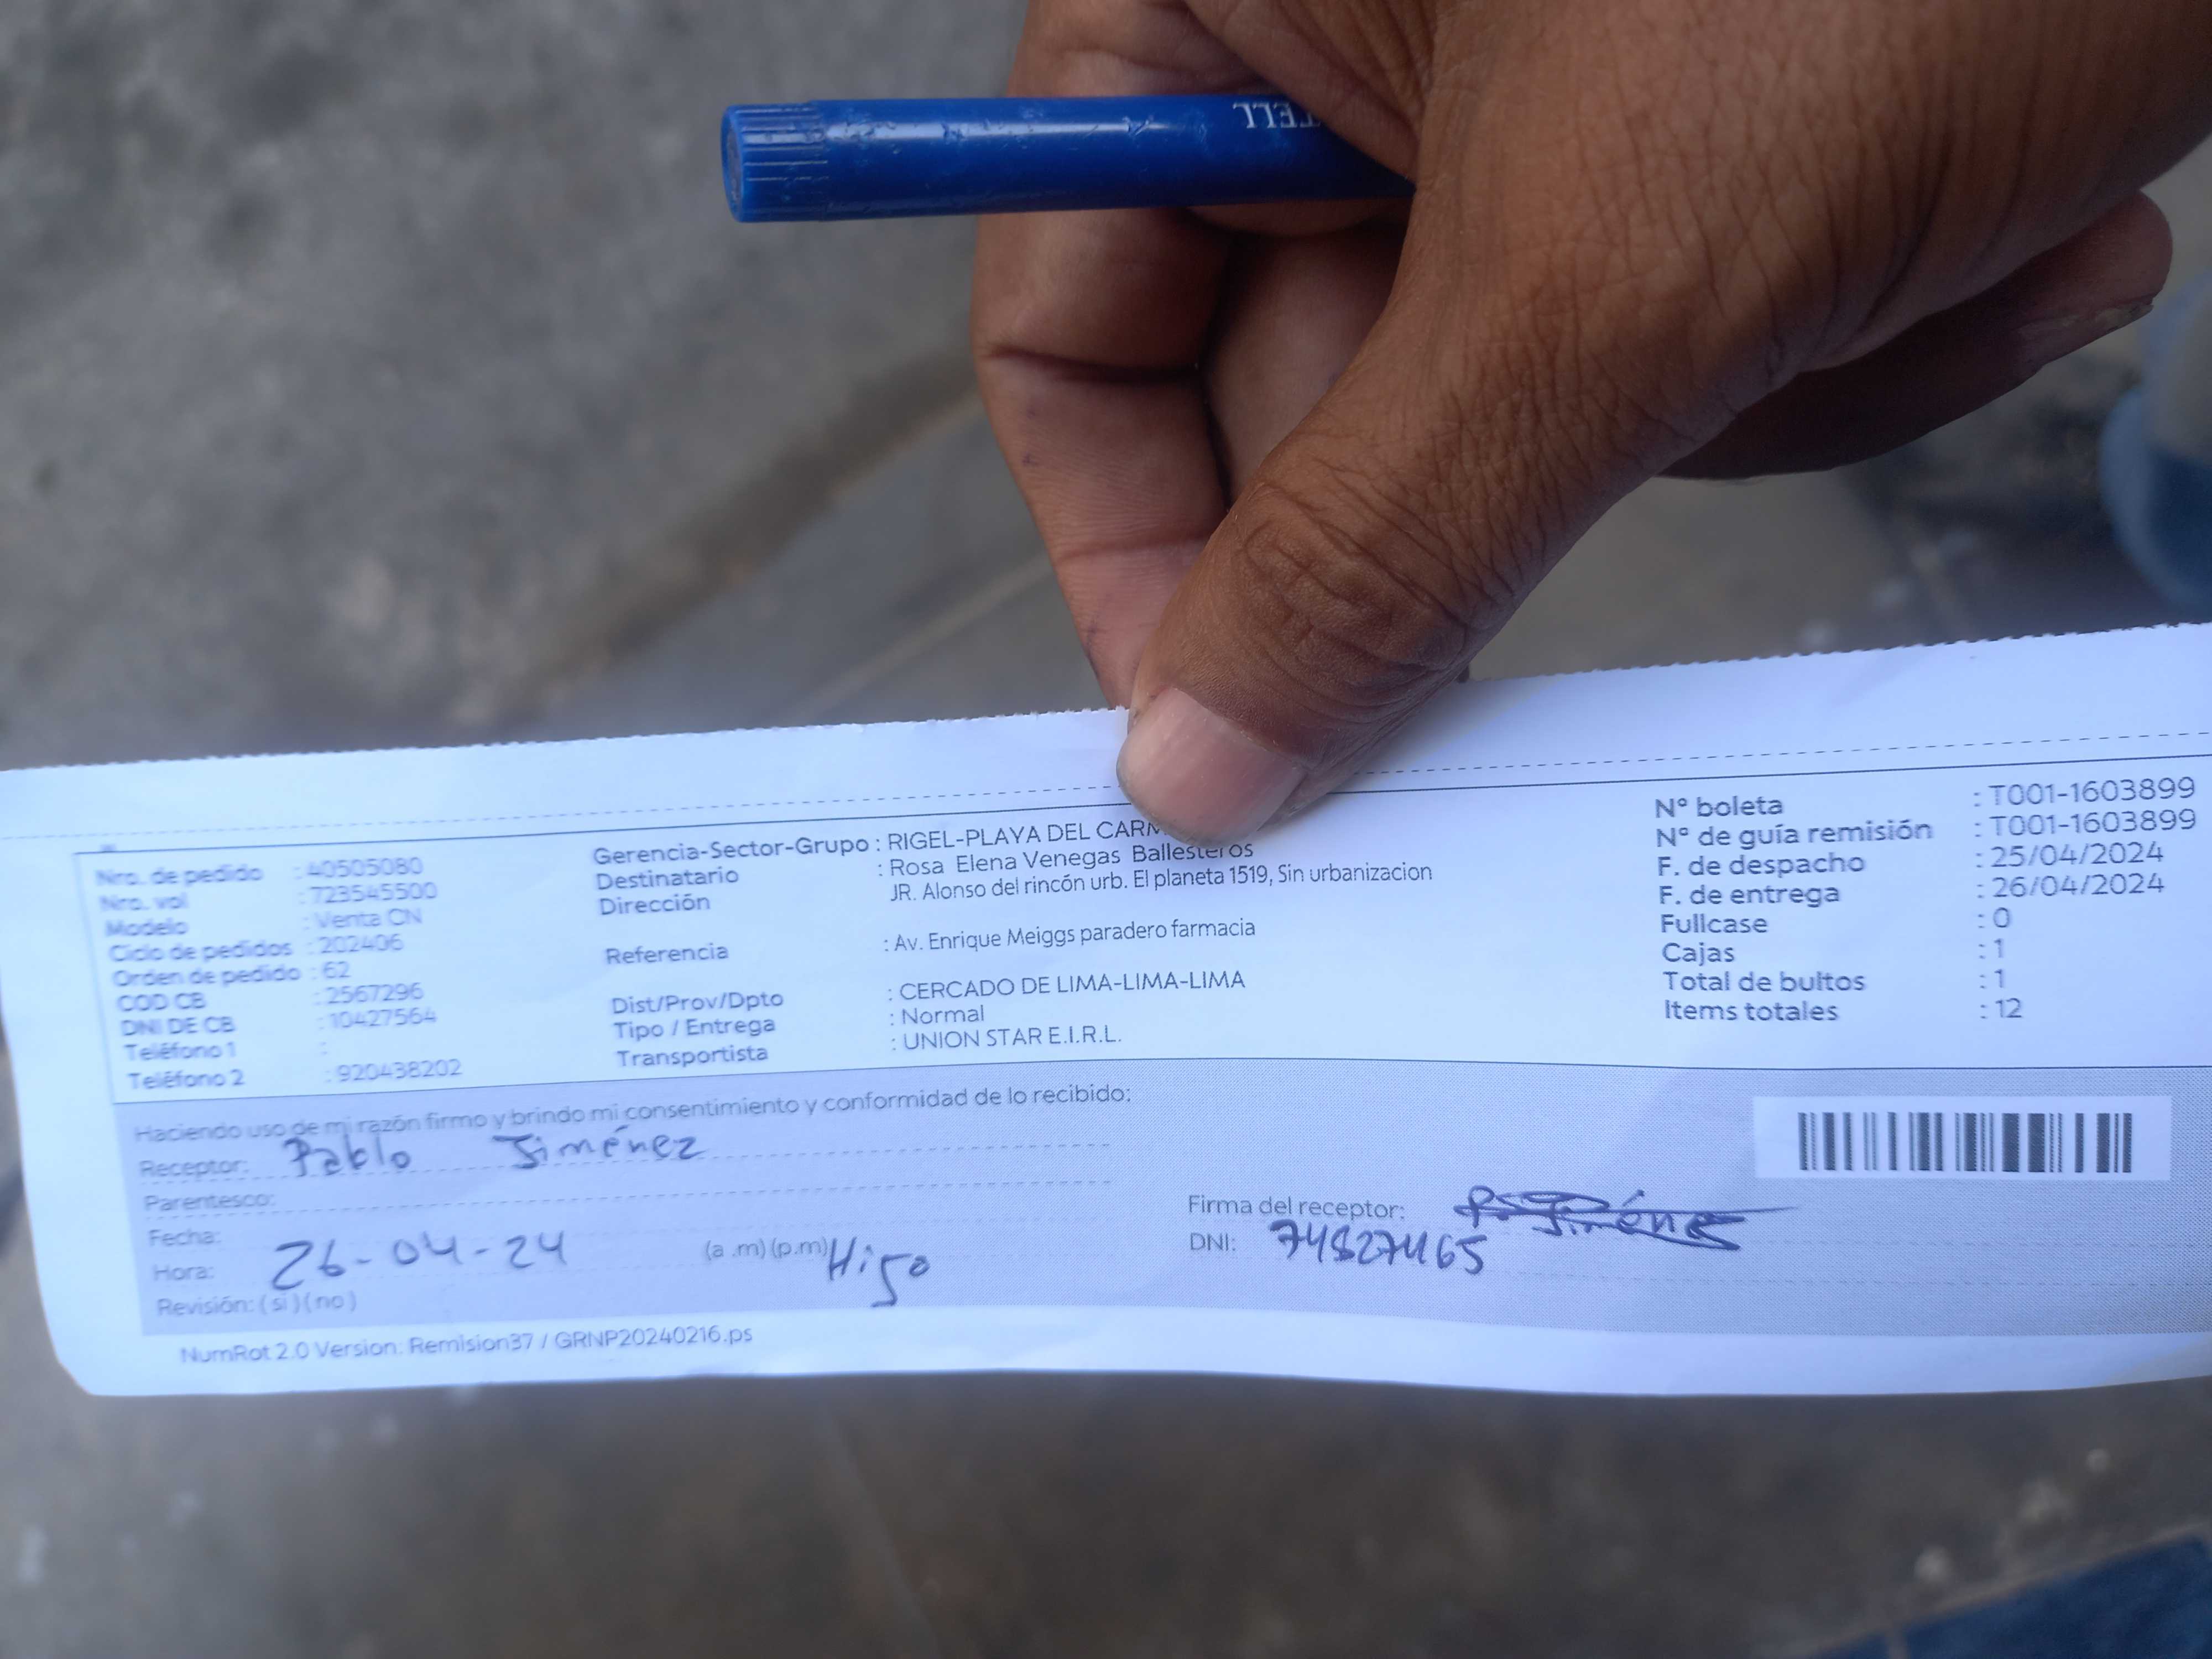 TELL
Nro. de pedido : 40505080
Nro. vol : 723545500
Modelo : Venta CN
Ciclo de pedidos : 202406
Orden de pedido : 62
COD CB : 2567296
DNI DE CB : 10427564
Teléfono 1 :
Teléfono 2 : 920438202
Gerencia-Sector-Grupo : RIGEL-PLAYA DEL CARM
Destinatario : Rosa Elena Venegas Ballesteros
Dirección JR. Alonso del rincón urb. El planeta 1519, Sin urbanizacion
Referencia : Av. Enrique Meiggs paradero farmacia
Dist/Prov/Dpto : CERCADO DE LIMA-LIMA-LIMA
Tipo / Entrega : Normal
Transportista : UNION STAR E.I.R.L.
N° boleta : T001-1603899
N° de guía remisión : T001-1603899
F. de despacho : 25/04/2024
F. de entrega : 26/04/2024
Fullcase : 0
Cajas : 1
Total de bultos : 1
Items totales : 12
Haciendo uso de mi razón firmo y brindo mi consentimiento y conformidad de lo recibido:
Receptor: Pablo Jiménez
Parentesco:
Fecha: 26-04-24
Hora: (a .m) (p.m)
Revisión: ( si ) ( no )
Firma del receptor: P. Jiménez
DNI: 74827465
NumRot 2.0 Version: Remision37 / GRNP20240216.ps